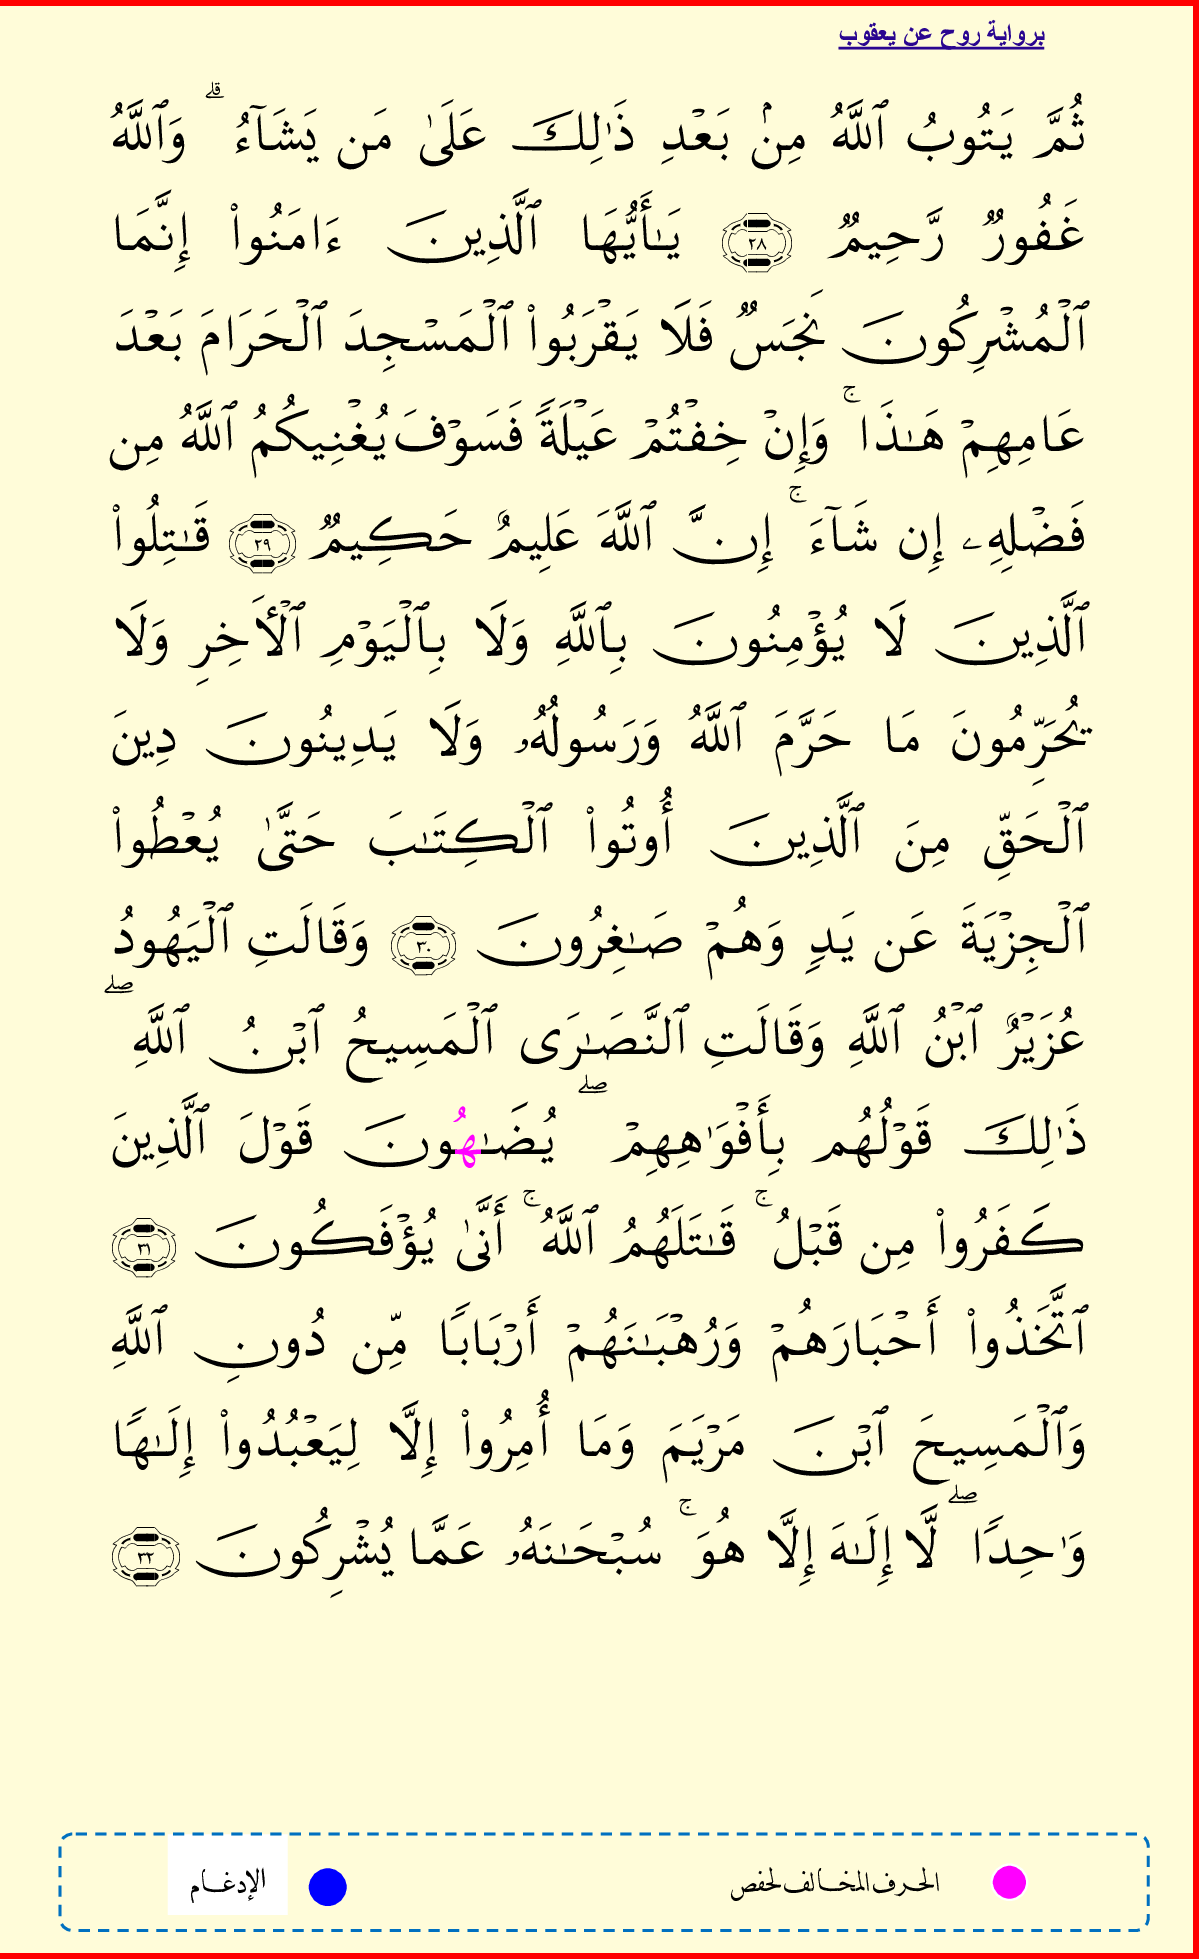 برواية روح عن يعقوب
ثُمَّ يَتُوبُ ٱللَّهُ مِنۢ بَعْدِ ذَٰلِكَ عَلَىٰ مَن يَشَآءُ ۗ وَٱللَّهُ
غَفُورٌ رَّحِيمٌ ٢٨ يَـٰٓأَيُّهَا ٱلَّذِينَ ءَامَنُوا۟ إِنَّمَا
ٱلْمُشْرِكُونَ نَجَسٌ فَلَا يَقْرَبُوا۟ ٱلْمَسْجِدَ ٱلْحَرَامَ بَعْدَ
عَامِهِمْ هَـٰذَا ۚ وَإِنْ خِفْتُمْ عَيْلَةً فَسَوْفَ يُغْنِيكُمُ ٱللَّهُ مِن
فَضْلِهِۦ إِن شَآءَ ۚ إِنَّ ٱللَّهَ عَلِيمٌ حَكِيمٌ ٢٩ قَـٰتِلُوا۟
ٱلَّذِينَ لَا يُؤْمِنُونَ بِٱللَّهِ وَلَا بِٱلْيَوْمِ ٱلْأَخِرِ وَلَا
يُحَرِّمُونَ مَا حَرَّمَ ٱللَّهُ وَرَسُولُهُۥ وَلَا يَدِينُونَ دِينَ
ٱلْحَقِّ مِنَ ٱلَّذِينَ أُوتُوا۟ ٱلْكِتَـٰبَ حَتَّىٰ يُعْطُوا۟
ٱلْجِزْيَةَ عَن يَدٍ وَهُمْ صَـٰغِرُونَ ٣٠ وَقَالَتِ ٱلْيَهُودُ
عُزَيْرٌ ٱبْنُ ٱللَّهِ وَقَالَتِ ٱلنَّصَـٰرَى ٱلْمَسِيحُ ٱبْنُ ٱللَّهِ ۖ
ذَٰلِكَ قَوْلُهُم بِأَفْوَٰهِهِمْ ۖ يُضَـٰهُونَ قَوْلَ ٱلَّذِينَ
كَفَرُوا۟ مِن قَبْلُ ۚ قَـٰتَلَهُمُ ٱللَّهُ ۚ أَنَّىٰ يُؤْفَكُونَ ٣١
ٱتَّخَذُوا۟ أَحْبَارَهُمْ وَرُهْبَـٰنَهُمْ أَرْبَابًا مِّن دُونِ ٱللَّهِ
وَٱلْمَسِيحَ ٱبْنَ مَرْيَمَ وَمَا أُمِرُوا۟ إِلَّا لِيَعْبُدُوا۟ إِلَـٰهًا
وَٰحِدًا ۖ لَّا إِلَـٰهَ إِلَّا هُوَ ۚ سُبْحَـٰنَهُۥ عَمَّا يُشْرِكُونَ ٣٢
الحرف المخالف لحفص
الإدغام